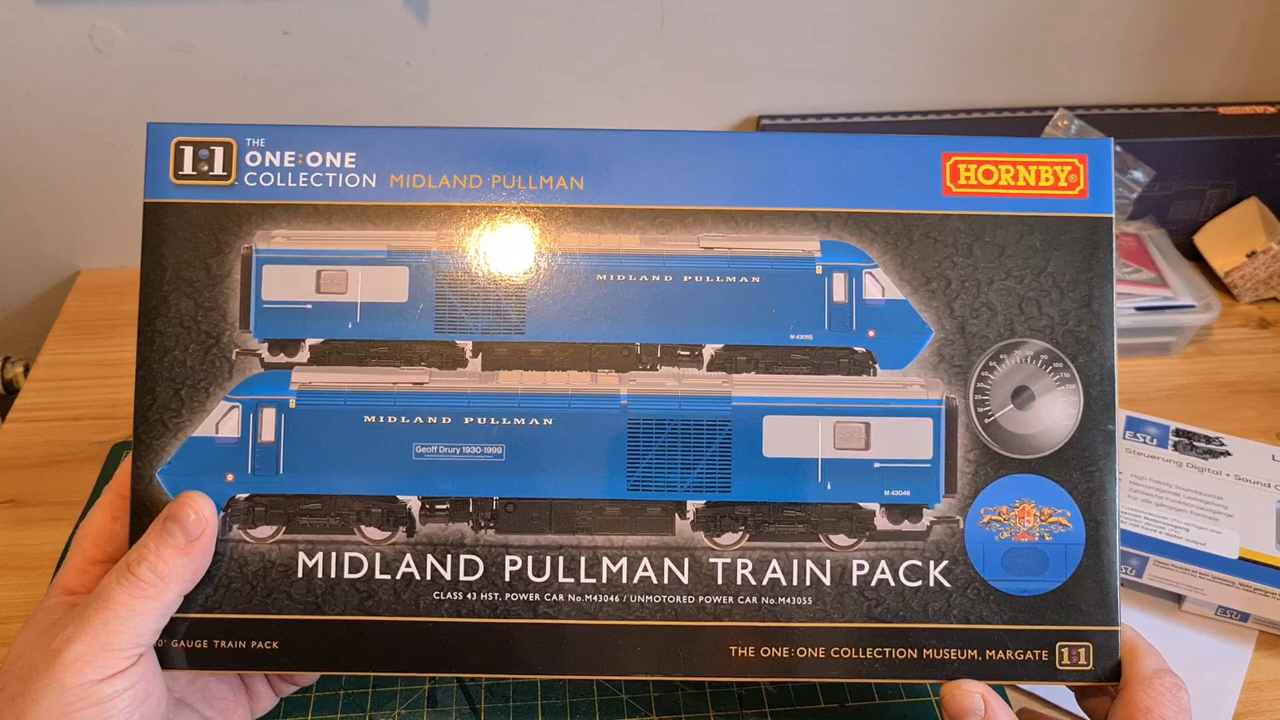 1:1
THE
ONE:ONE
COLLECTION MIDLAND PULLMAN
HORNBY®
MIDLAND PULLMAN
M 43055
MIDLAND PULLMAN
Geoff Drury 1930-1999
M 43046
MIDLAND PULLMAN TRAIN PACK
CLASS 43 HST, POWER CAR No.M43046 / UNMOTORED POWER CAR No.M43055
GAUGE TRAIN PACK
THE ONE:ONE COLLECTION MUSEUM, MARGATE 1:1
ESU
Steuerung Digital • Sound
ESU